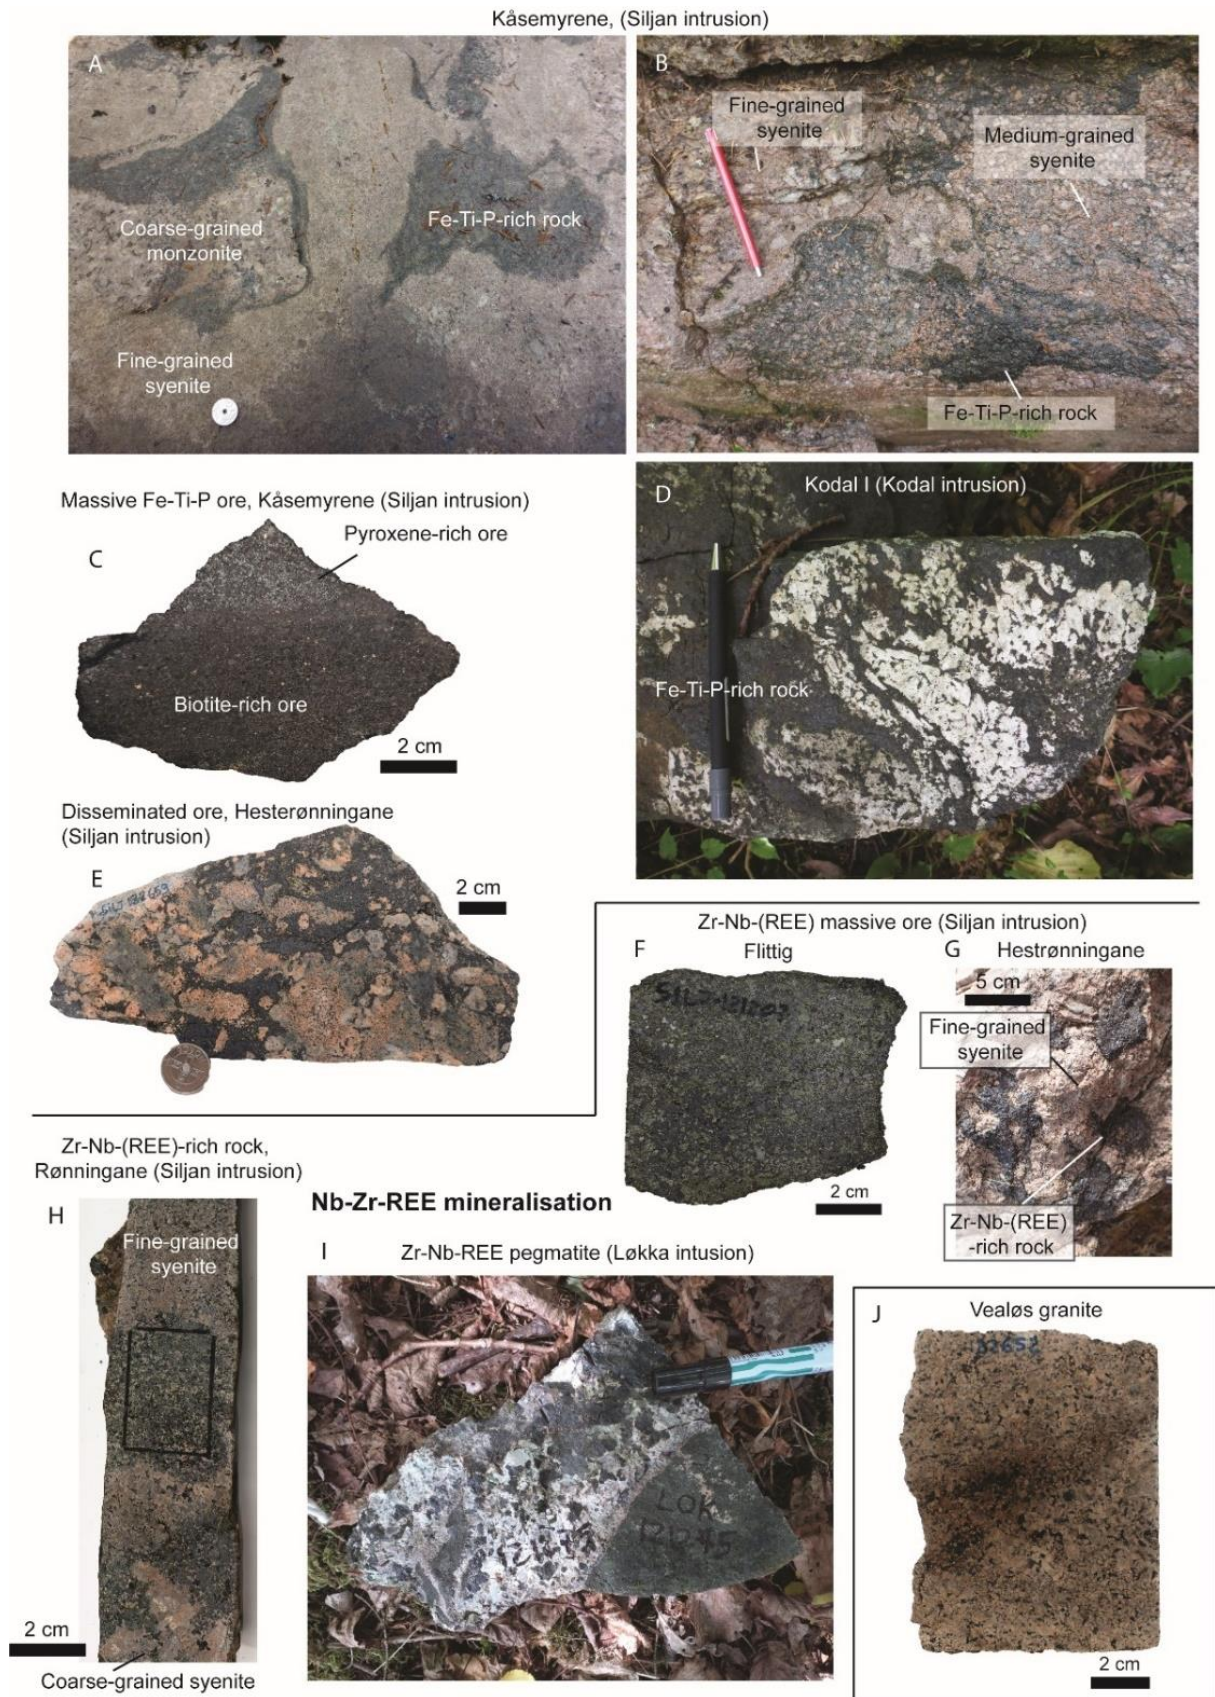 Kåsemyrene, (Siljan intrusion)
A
Coarse-grained
monzonite
Fe-Ti-P-rich rock
Fine-grained
syenite
B
Fine-grained
syenite
Medium-grained
syenite
Fe-Ti-P-rich rock
Massive Fe-Ti-P ore, Kåsemyrene (Siljan intrusion)
C
Pyroxene-rich ore
Biotite-rich ore
2 cm
D
Kodal I (Kodal intrusion)
Fe-Ti-P-rich rock
Disseminated ore, Hesterønningane
(Siljan intrusion)
E
2 cm
Zr-Nb-(REE) massive ore (Siljan intrusion)
F
Flittig
2 cm
G
Hestrønningane
5 cm
Fine-grained
syenite
Zr-Nb-(REE)
-rich rock
Zr-Nb-(REE)-rich rock,
Rønningane (Siljan intrusion)
H
Fine-grained
syenite
2 cm
Coarse-grained syenite
Nb-Zr-REE mineralisation
I
Zr-Nb-REE pegmatite (Løkka intusion)
LOK
J
Vealøs granite
2 cm